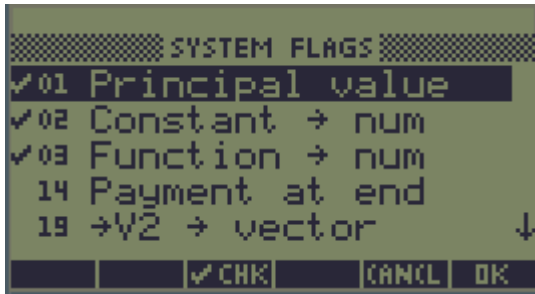 SYSTEM FLAGS
✓01 Principal value
✓02 Constant → num
✓03 Function → num
14 Payment at end
19 →V2 → vector ↓
✓CHK CANCL OK